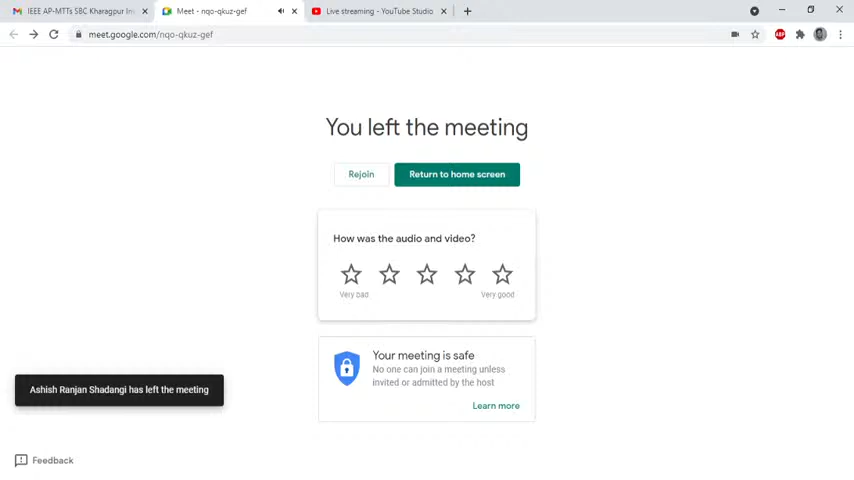 IEEE AP-MTTs SBC Kharagpur In
Meet - nqo-qkuz-gef
Live streaming - YouTube Studio
meet.google.com/nqo-qkuz-gef
ABP
You left the meeting
Rejoin
Return to home screen
How was the audio and video?
Very bad
Very good
Your meeting is safe
No one can join a meeting unless
invited or admitted by the host
Learn more
Ashish Ranjan Shadangi has left the meeting
Feedback